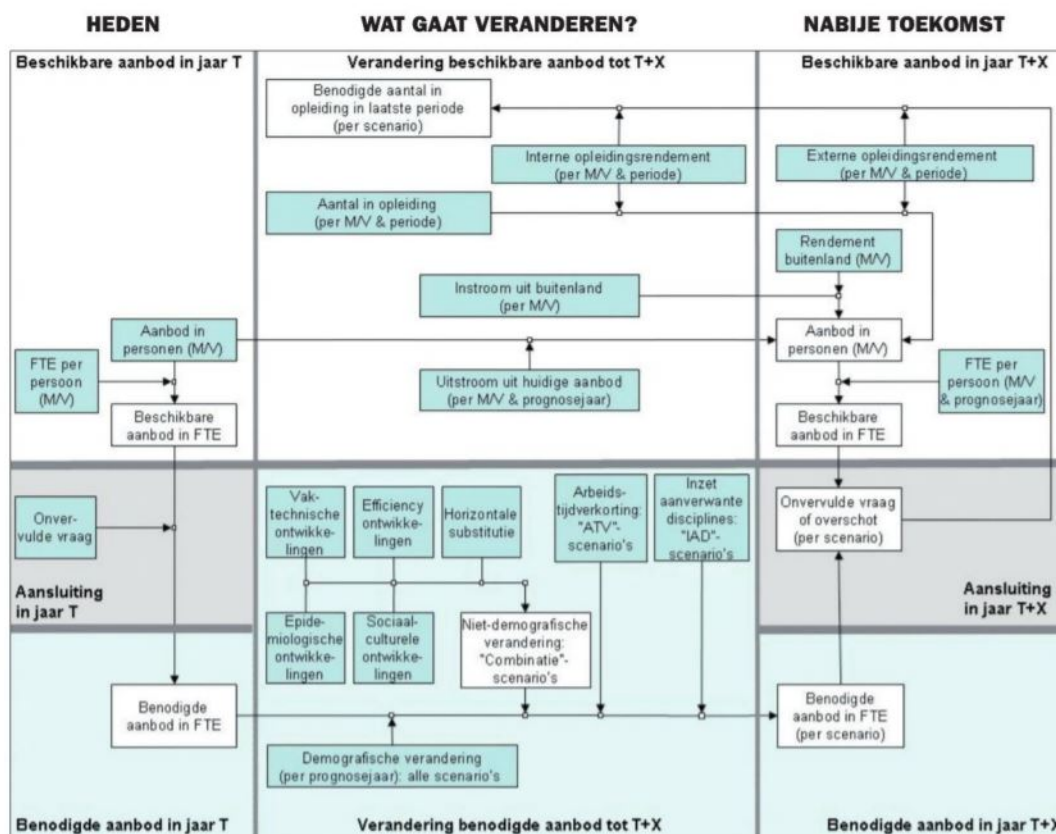 HEDEN
WAT GAAT VERANDEREN?
NABIJE TOEKOMST
Beschikbare aanbod in jaar T
Verandering beschikbare aanbod tot T+X
Beschikbare aanbod in jaar T+X
Benodigde aantal in
opleiding in laatste periode
(per scenario)
Interne opleidingsrendement
(per M/V & periode)
Externe opleidingsrendement
(per M/V & periode)
Aantal in opleiding
(per M/V & periode)
Rendement
buitenland (M/V)
Instroom uit buitenland
(per M/V)
Aanbod in
personen (M/V)
Aanbod in
personen (M/V)
FTE per
persoon
(M/V)
Uitstroom uit huidige aanbod
(per M/V & prognosejaar)
FTE per
persoon (M/V
& prognosejaar)
Beschikbare
aanbod in FTE
Beschikbare
aanbod in FTE
Onver-
vulde vraag
Vak-
technische
ontwikke-
lingen
Efficiency
ontwikke-
lingen
Horizontale
substitutie
Arbeids-
tijdverkorting:
"ATV"-
scenario's
Inzet
aanverwante
disciplines:
"IAD"-
scenario's
Onvervulde vraag
of overschot
(per scenario)
Aansluiting
in jaar T
Aansluiting
in jaar T+X
Epide-
miologische
ontwikke-
lingen
Sociaal-
culturele
ontwikke-
lingen
Niet-demografische
verandering:
"Combinatie"-
scenario's
Benodigde
aanbod in FTE
Benodigde
aanbod in FTE
(per scenario)
Demografische verandering
(per prognosejaar): alle scenario's
Benodigde aanbod in jaar T
Verandering benodigde aanbod tot T+X
Benodigde aanbod in jaar T+X